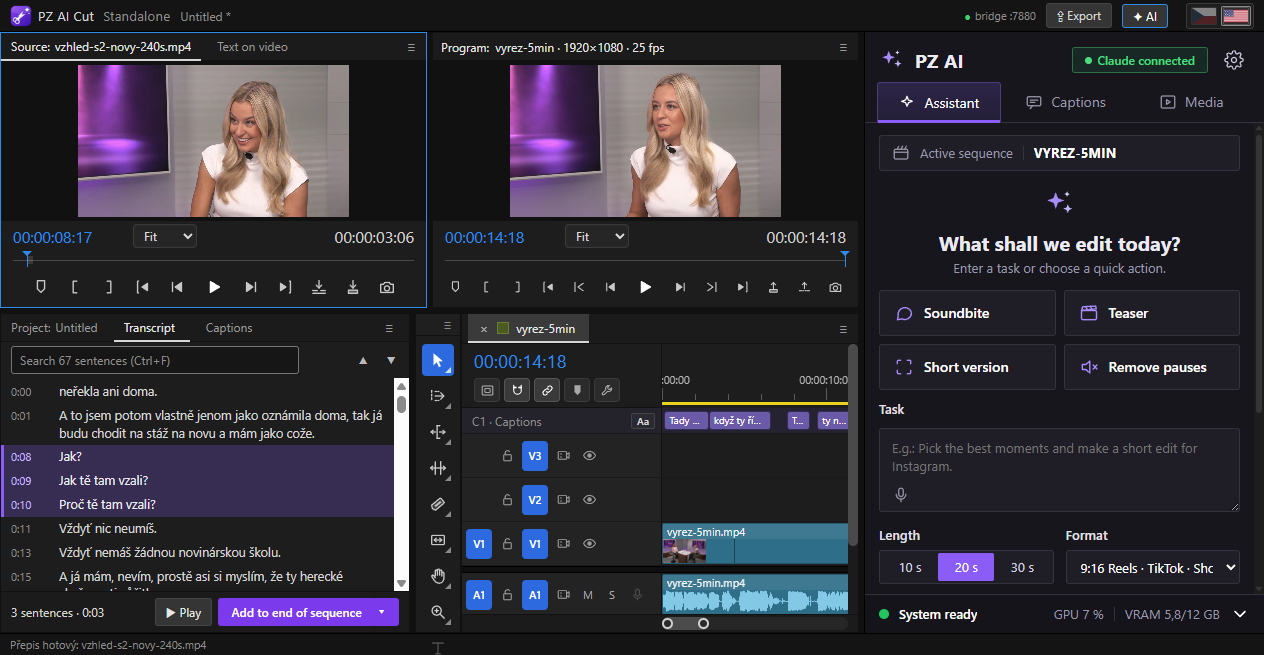 PZ AI Cut Standalone Untitled *
bridge :7880
Export
AI
Source: vzhled-s2-novy-240s.mp4
Text on video
00:00:08:17
Fit
00:00:03:06
Program: vyrez-5min · 1920×1080 · 25 fps
00:00:14:18
Fit
00:00:14:18
Project: Untitled
Transcript
Captions
Search 67 sentences (Ctrl+F)
0:00 neřekla ani doma.
0:01 A to jsem potom vlastně jenom jako oznámila doma, tak já
budu chodit na stáž na novu a mám jako cože.
0:08 Jak?
0:09 Jak tě tam vzali?
0:10 Proč tě tam vzali?
0:11 Vždyť nic neumíš.
0:13 Vždyť nemáš žádnou novinárskou školu.
0:15 A já mám, nevím, prostě asi si myslím, že ty herecké
3 sentences · 0:03
Play
Add to end of sequence
Přepis hotový: vzhled-s2-novy-240s.mp4
vyrez-5min
00:00:14:18
:00:00
00:00:10:0
C1 · Captions
Aa
Tady ...
když ty ří...
T...
ty n...
V3
V2
V1
V1
vyrez-5min.mp4
A1
A1
M
S
vyrez-5min.mp4
PZ AI
Claude connected
Assistant
Captions
Media
Active sequence
VYREZ-5MIN
What shall we edit today?
Enter a task or choose a quick action.
Soundbite
Teaser
Short version
Remove pauses
Task
E.g.: Pick the best moments and make a short edit for
Instagram.
Length
Format
10 s
20 s
30 s
9:16 Reels · TikTok · Sho
System ready
GPU 7 %
VRAM 5,8/12 GB